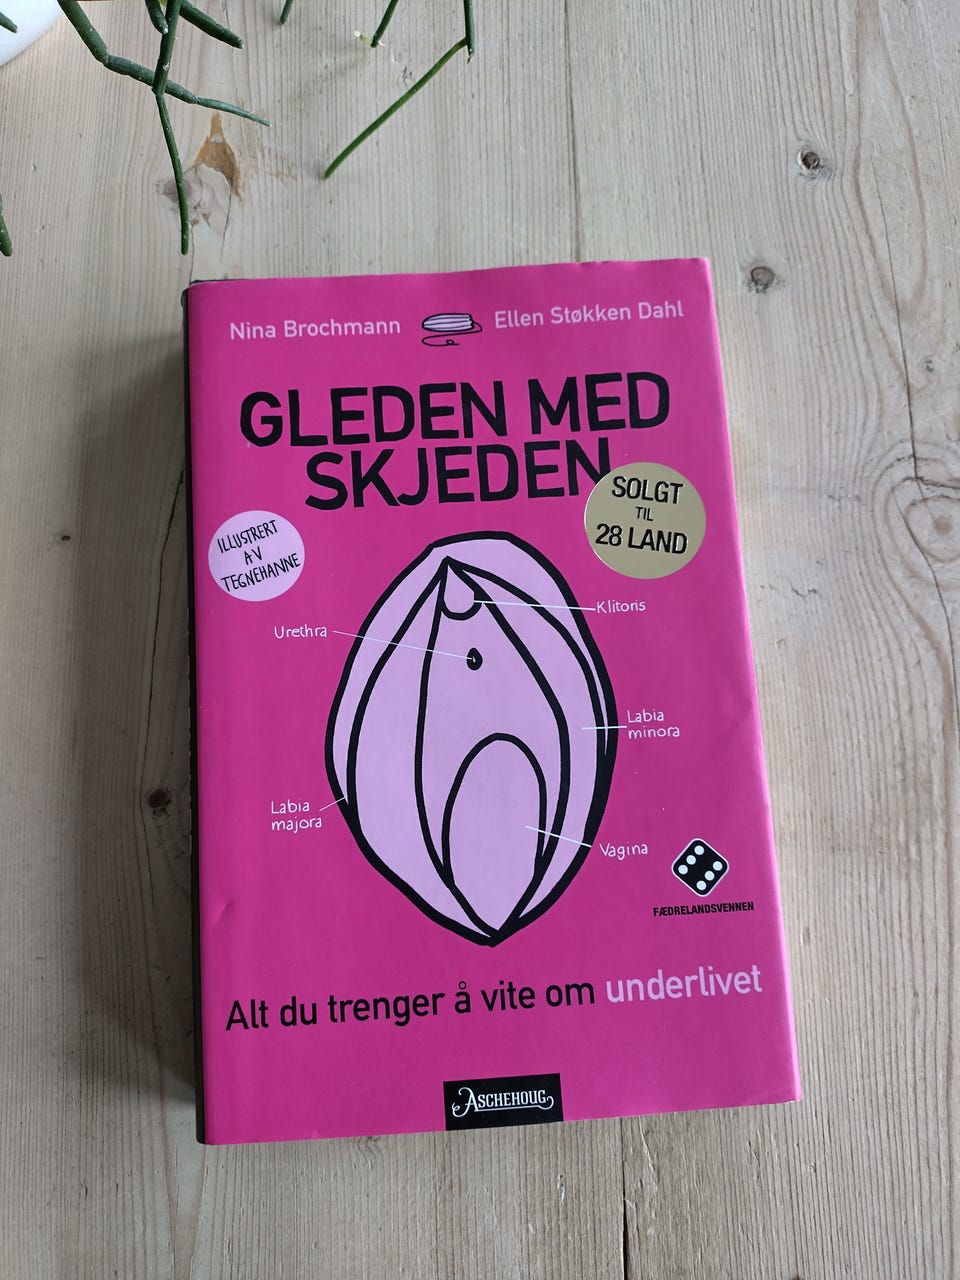 Nina Brochmann
Ellen Støkken Dahl
GLEDEN MED
SKJEDEN
SOLGT
TIL
28 LAND
ILLUSTRERT
AV
TEGNEHANNE
Klitoris
Urethra
Labia
minora
Labia
majora
Vagina
FÆDRELANDSVENNEN
Alt du trenger å vite om underlivet
ASCHEHOUG